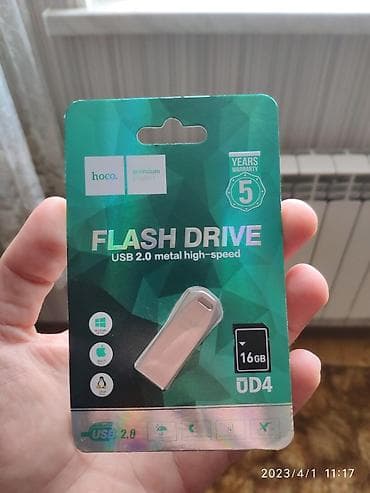 hoco.
YEARS
WARRANTY
5
FLASH DRIVE
USB 2.0 metal high-speed
16GB
UD4
USB 2.0
2023/4/1 11:17